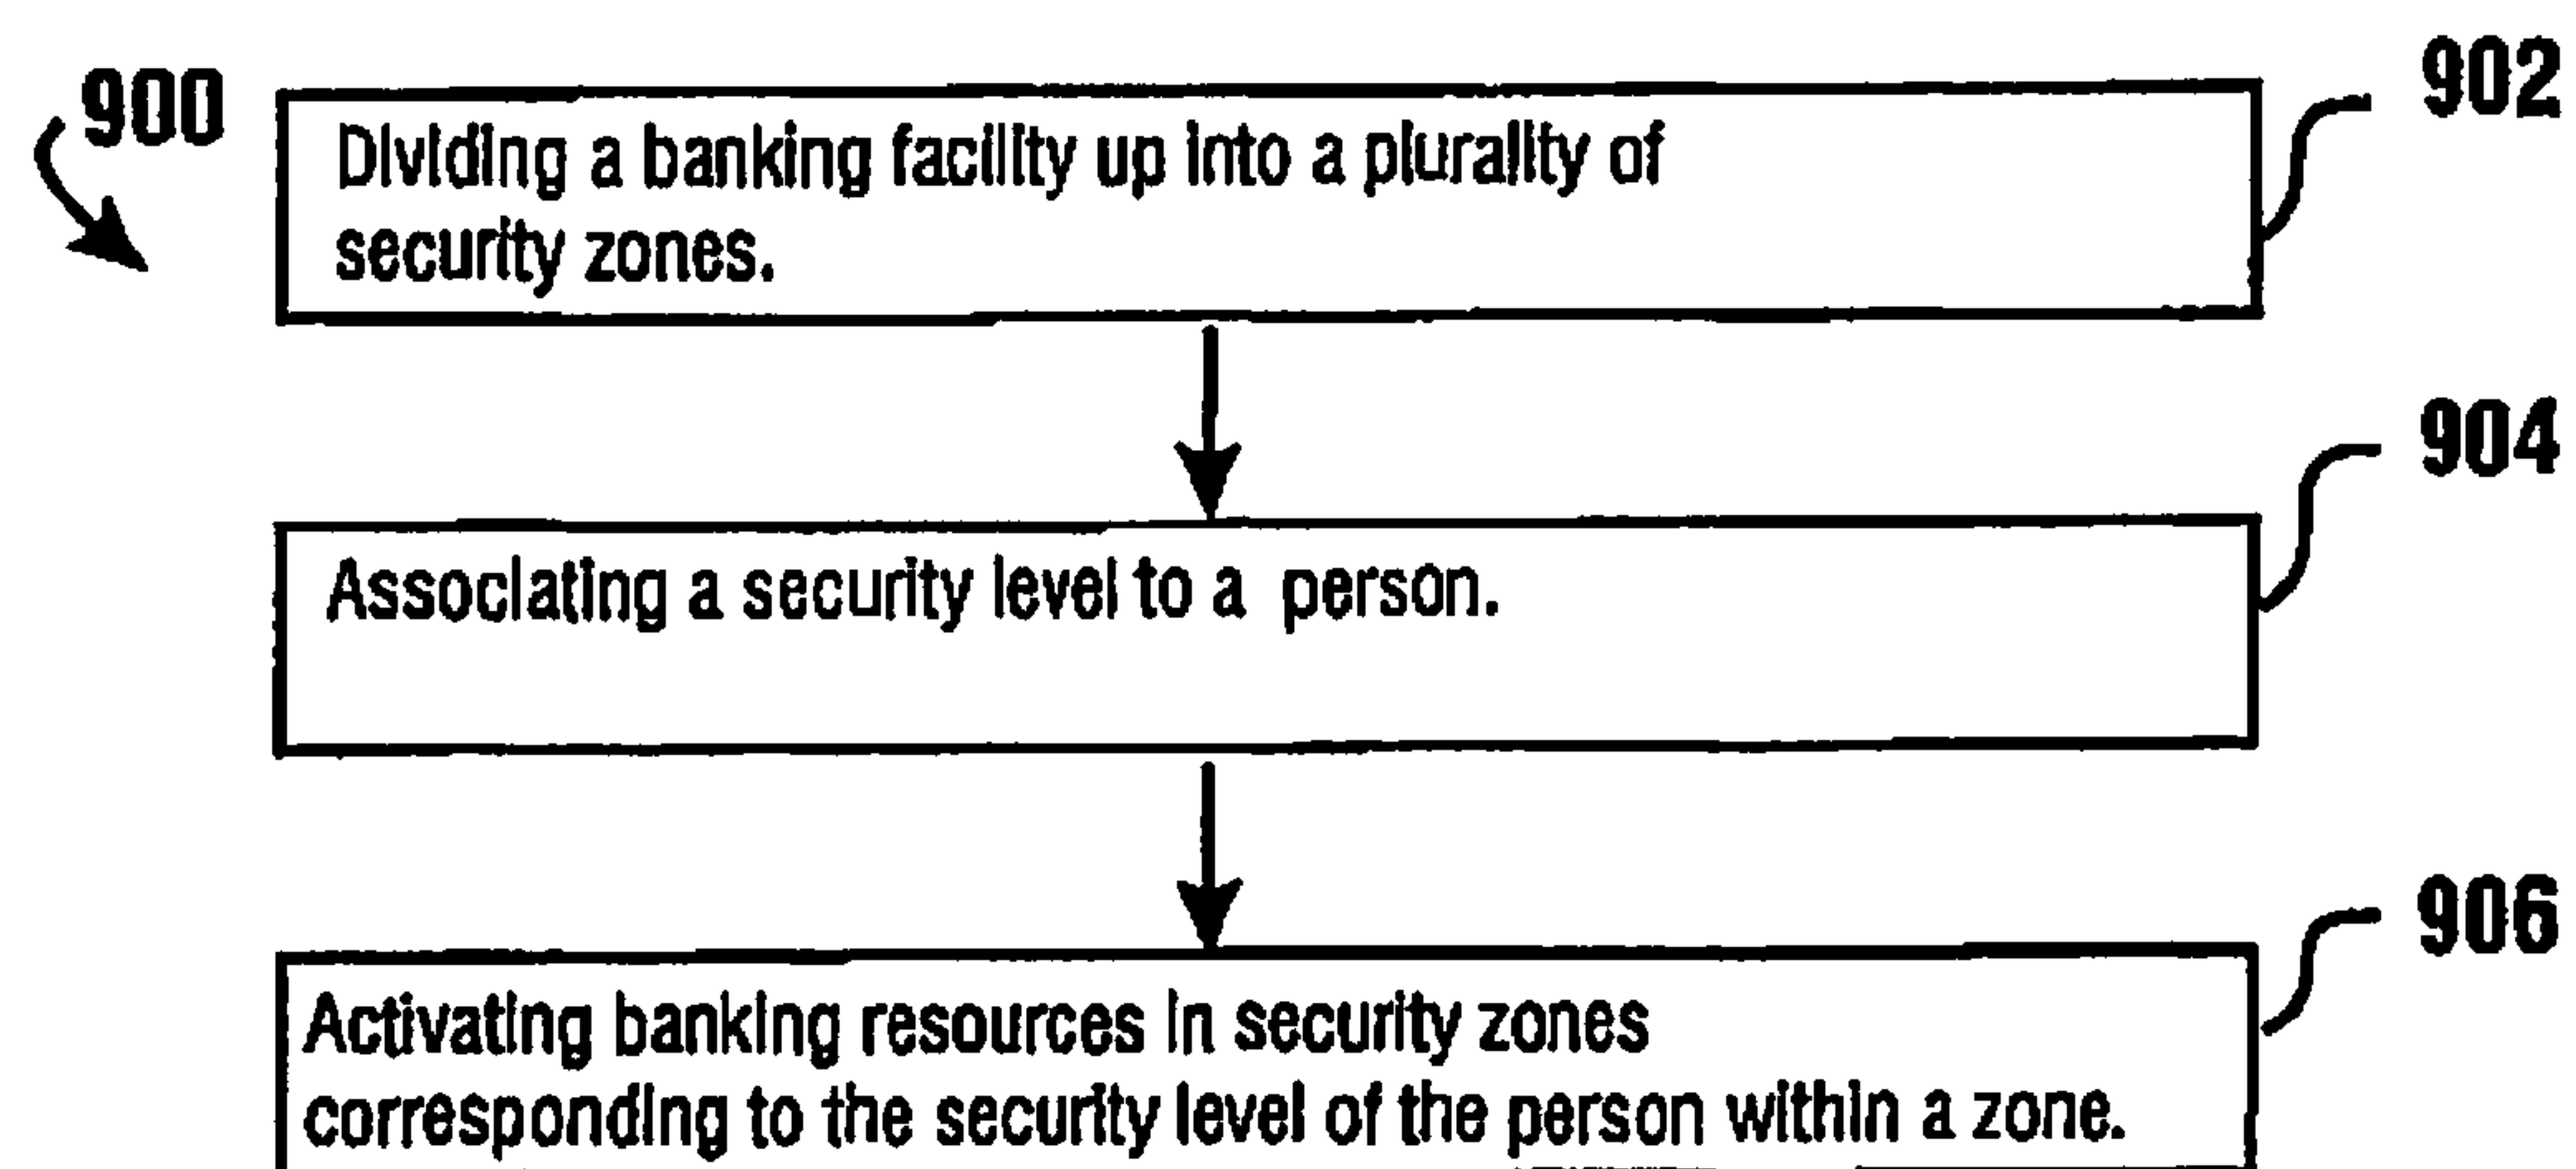 900
902
Dividing a banking facility up into a plurality of
security zones.
904
Associating a security level to a person.
906
Activating banking resources in security zones
corresponding to the security level of the person within a zone.